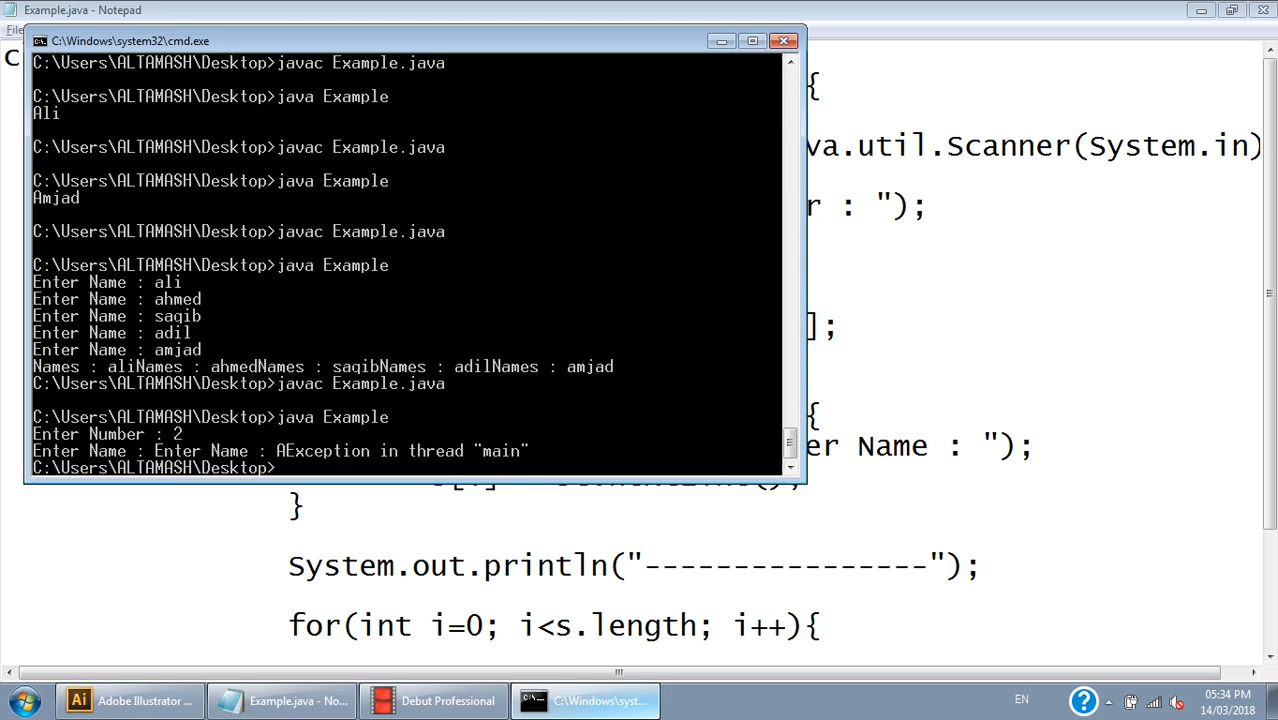 Example.java - Notepad
File
C:\Windows\system32\cmd.exe
C:\Users\ALTAMASH\Desktop>javac Example.java
C:\Users\ALTAMASH\Desktop>java Example
Ali
C:\Users\ALTAMASH\Desktop>javac Example.java
C:\Users\ALTAMASH\Desktop>java Example
Amjad
C:\Users\ALTAMASH\Desktop>javac Example.java
C:\Users\ALTAMASH\Desktop>java Example
Enter Name : ali
Enter Name : ahmed
Enter Name : saqib
Enter Name : adil
Enter Name : amjad
Names : aliNames : ahmedNames : saqibNames : adilNames : amjad
C:\Users\ALTAMASH\Desktop>javac Example.java
C:\Users\ALTAMASH\Desktop>java Example
Enter Number : 2
Enter Name : Enter Name : AException in thread "main"
C:\Users\ALTAMASH\Desktop>
C
{
va.util.Scanner(System.in)
r : ");
];
{
er Name : ");
}
System.out.println("----------------");
for(int i=0; i<s.length; i++){
Ai Adobe Illustrator ...
Example.java - No...
Debut Professional
C:\Windows\syst...
EN
05:34 PM
14/03/2018